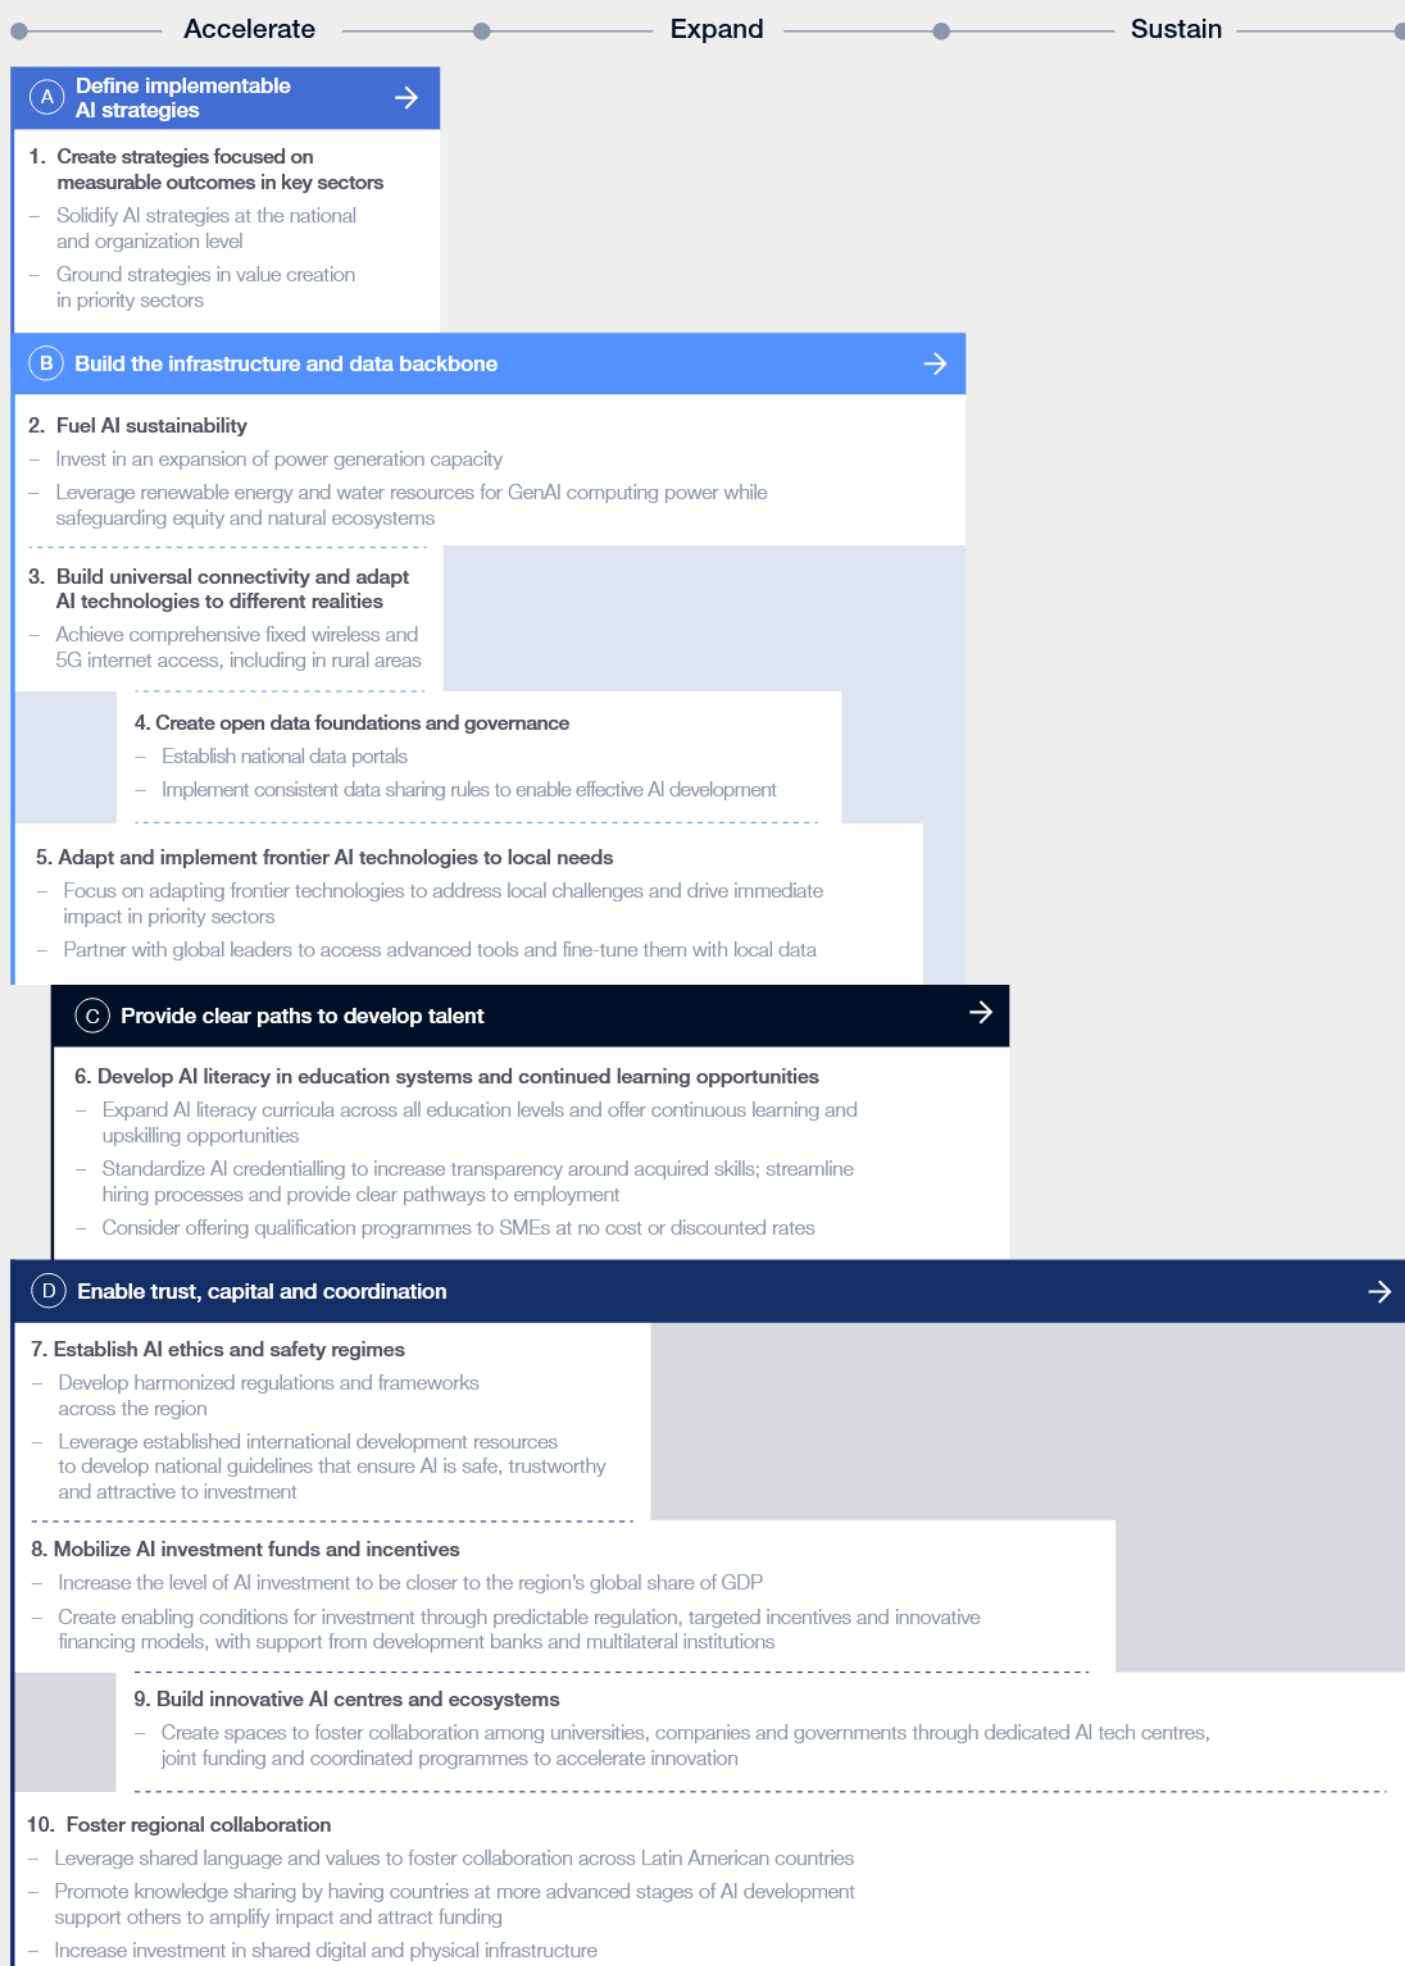 Accelerate
Expand
Sustain
A
Define implementable
AI strategies
1. Create strategies focused on
measurable outcomes in key sectors
– Solidify AI strategies at the national
and organization level
– Ground strategies in value creation
in priority sectors
B Build the infrastructure and data backbone
2. Fuel AI sustainability
– Invest in an expansion of power generation capacity
– Leverage renewable energy and water resources for GenAI computing power while
safeguarding equity and natural ecosystems
3. Build universal connectivity and adapt
AI technologies to different realities
– Achieve comprehensive fixed wireless and
5G internet access, including in rural areas
4. Create open data foundations and governance
– Establish national data portals
– Implement consistent data sharing rules to enable effective AI development
5. Adapt and implement frontier AI technologies to local needs
– Focus on adapting frontier technologies to address local challenges and drive immediate
impact in priority sectors
– Partner with global leaders to access advanced tools and fine-tune them with local data
C Provide clear paths to develop talent
6. Develop AI literacy in education systems and continued learning opportunities
– Expand AI literacy curricula across all education levels and offer continuous learning and
upskilling opportunities
– Standardize AI credentialling to increase transparency around acquired skills; streamline
hiring processes and provide clear pathways to employment
– Consider offering qualification programmes to SMEs at no cost or discounted rates
D Enable trust, capital and coordination
7. Establish AI ethics and safety regimes
– Develop harmonized regulations and frameworks
across the region
– Leverage established international development resources
to develop national guidelines that ensure AI is safe, trustworthy
and attractive to investment
8. Mobilize AI investment funds and incentives
– Increase the level of AI investment to be closer to the region's global share of GDP
– Create enabling conditions for investment through predictable regulation, targeted incentives and innovative
financing models, with support from development banks and multilateral institutions
9. Build innovative AI centres and ecosystems
– Create spaces to foster collaboration among universities, companies and governments through dedicated AI tech centres,
joint funding and coordinated programmes to accelerate innovation
10. Foster regional collaboration
– Leverage shared language and values to foster collaboration across Latin American countries
– Promote knowledge sharing by having countries at more advanced stages of AI development
support others to amplify impact and attract funding
– Increase investment in shared digital and physical infrastructure